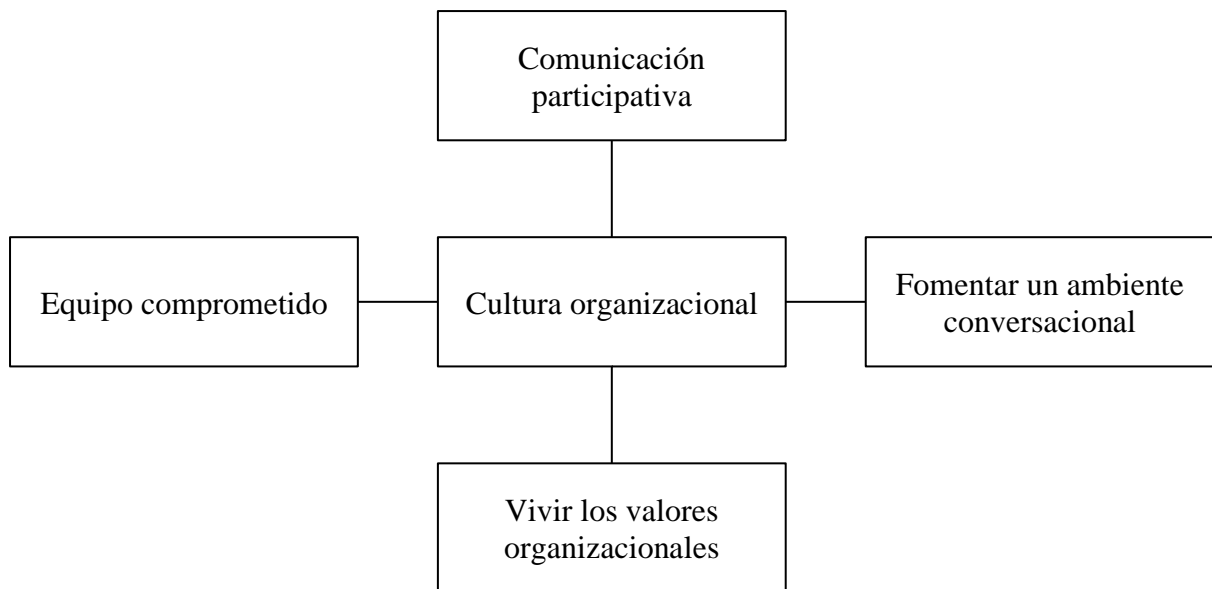 Comunicación
participativa
Equipo comprometido
Cultura organizacional
Fomentar un ambiente
conversacional
Vivir los valores
organizacionales